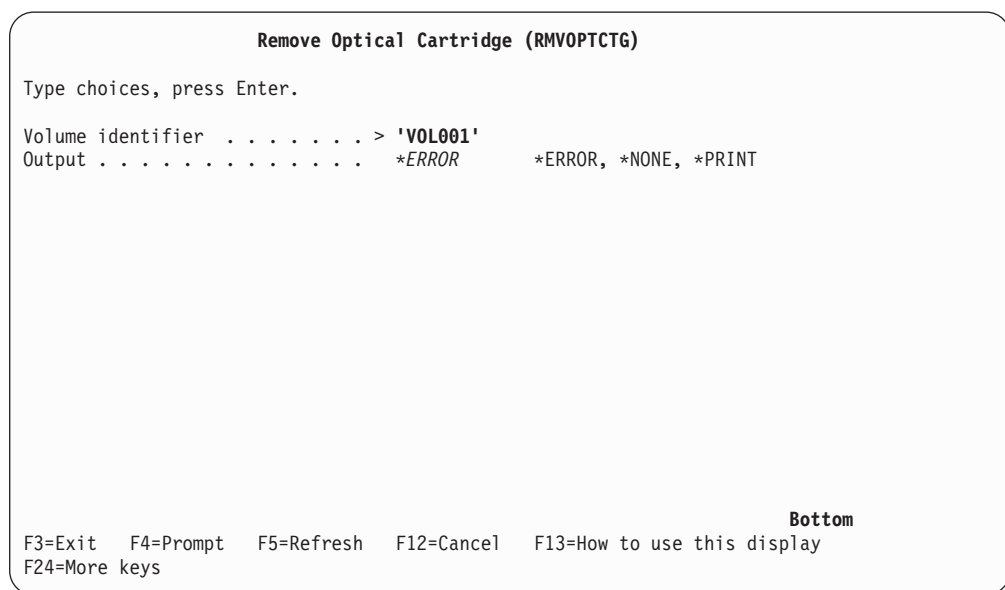 Remove Optical Cartridge (RMVOPTCTG)
Type choices, press Enter.
Volume identifier . . . . . . . > 'VOL001'
Output . . . . . . . . . . . . . *ERROR *ERROR, *NONE, *PRINT
Bottom
F3=Exit F4=Prompt F5=Refresh F12=Cancel F13=How to use this display
F24=More keys